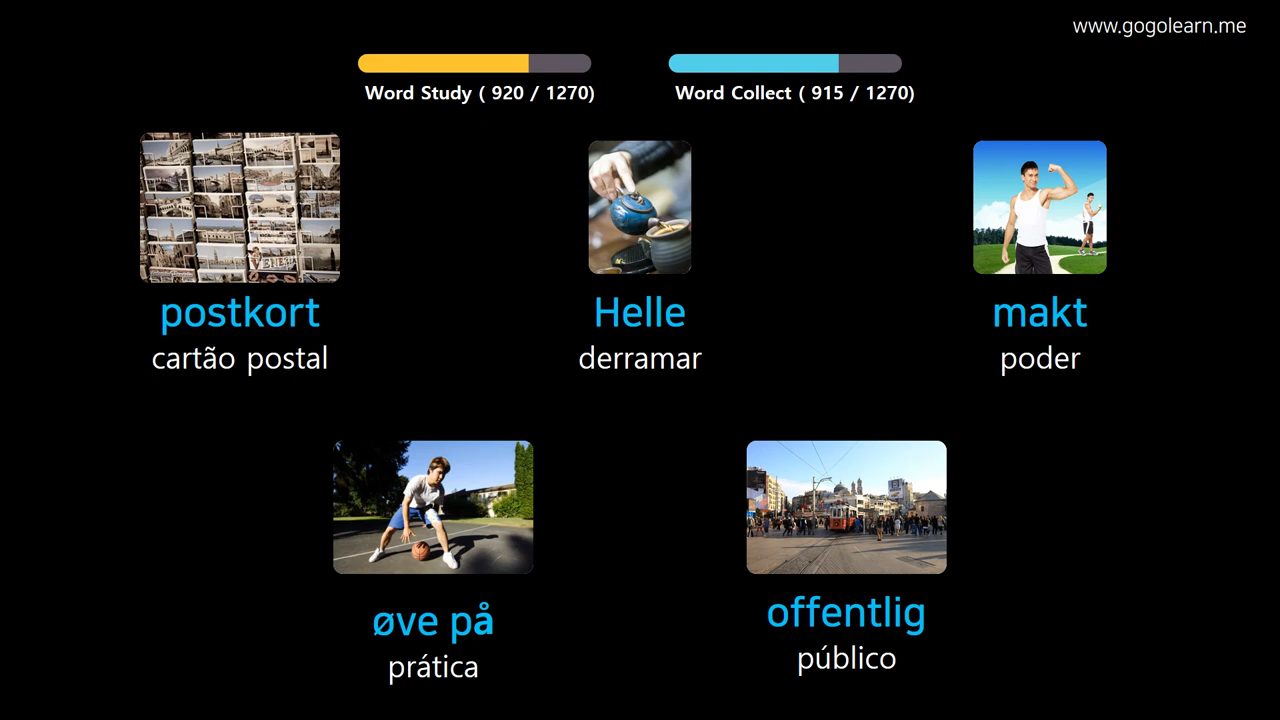 www.gogolearn.me
Word Study ( 920 / 1270)
Word Collect ( 915 / 1270)
postkort
cartão postal
Helle
derramar
makt
poder
øve på
prática
offentlig
público